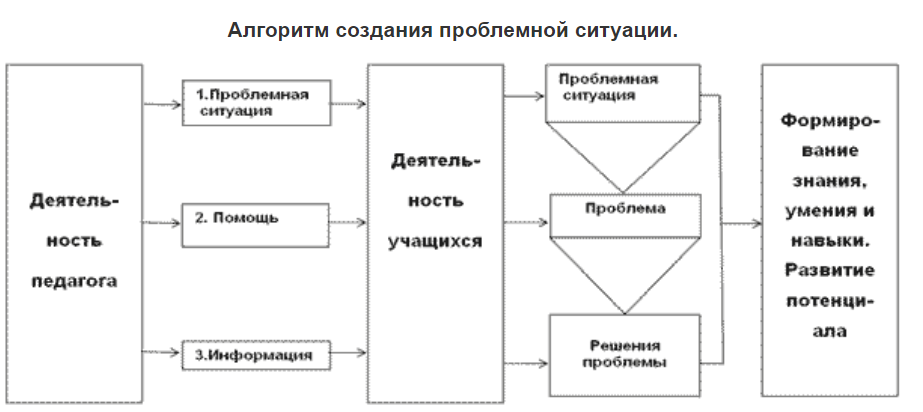 Алгоритм создания проблемной ситуации.
Деятель-
ность
педагога
1.Проблемная
ситуация
2. Помощь
3.Информация
Деятель-
ность
учащихся
Проблемная
ситуация
Проблема
Решения
проблемы
Формиро-
вание
знания,
умения и
навыки.
Развитие
потенци-
ала